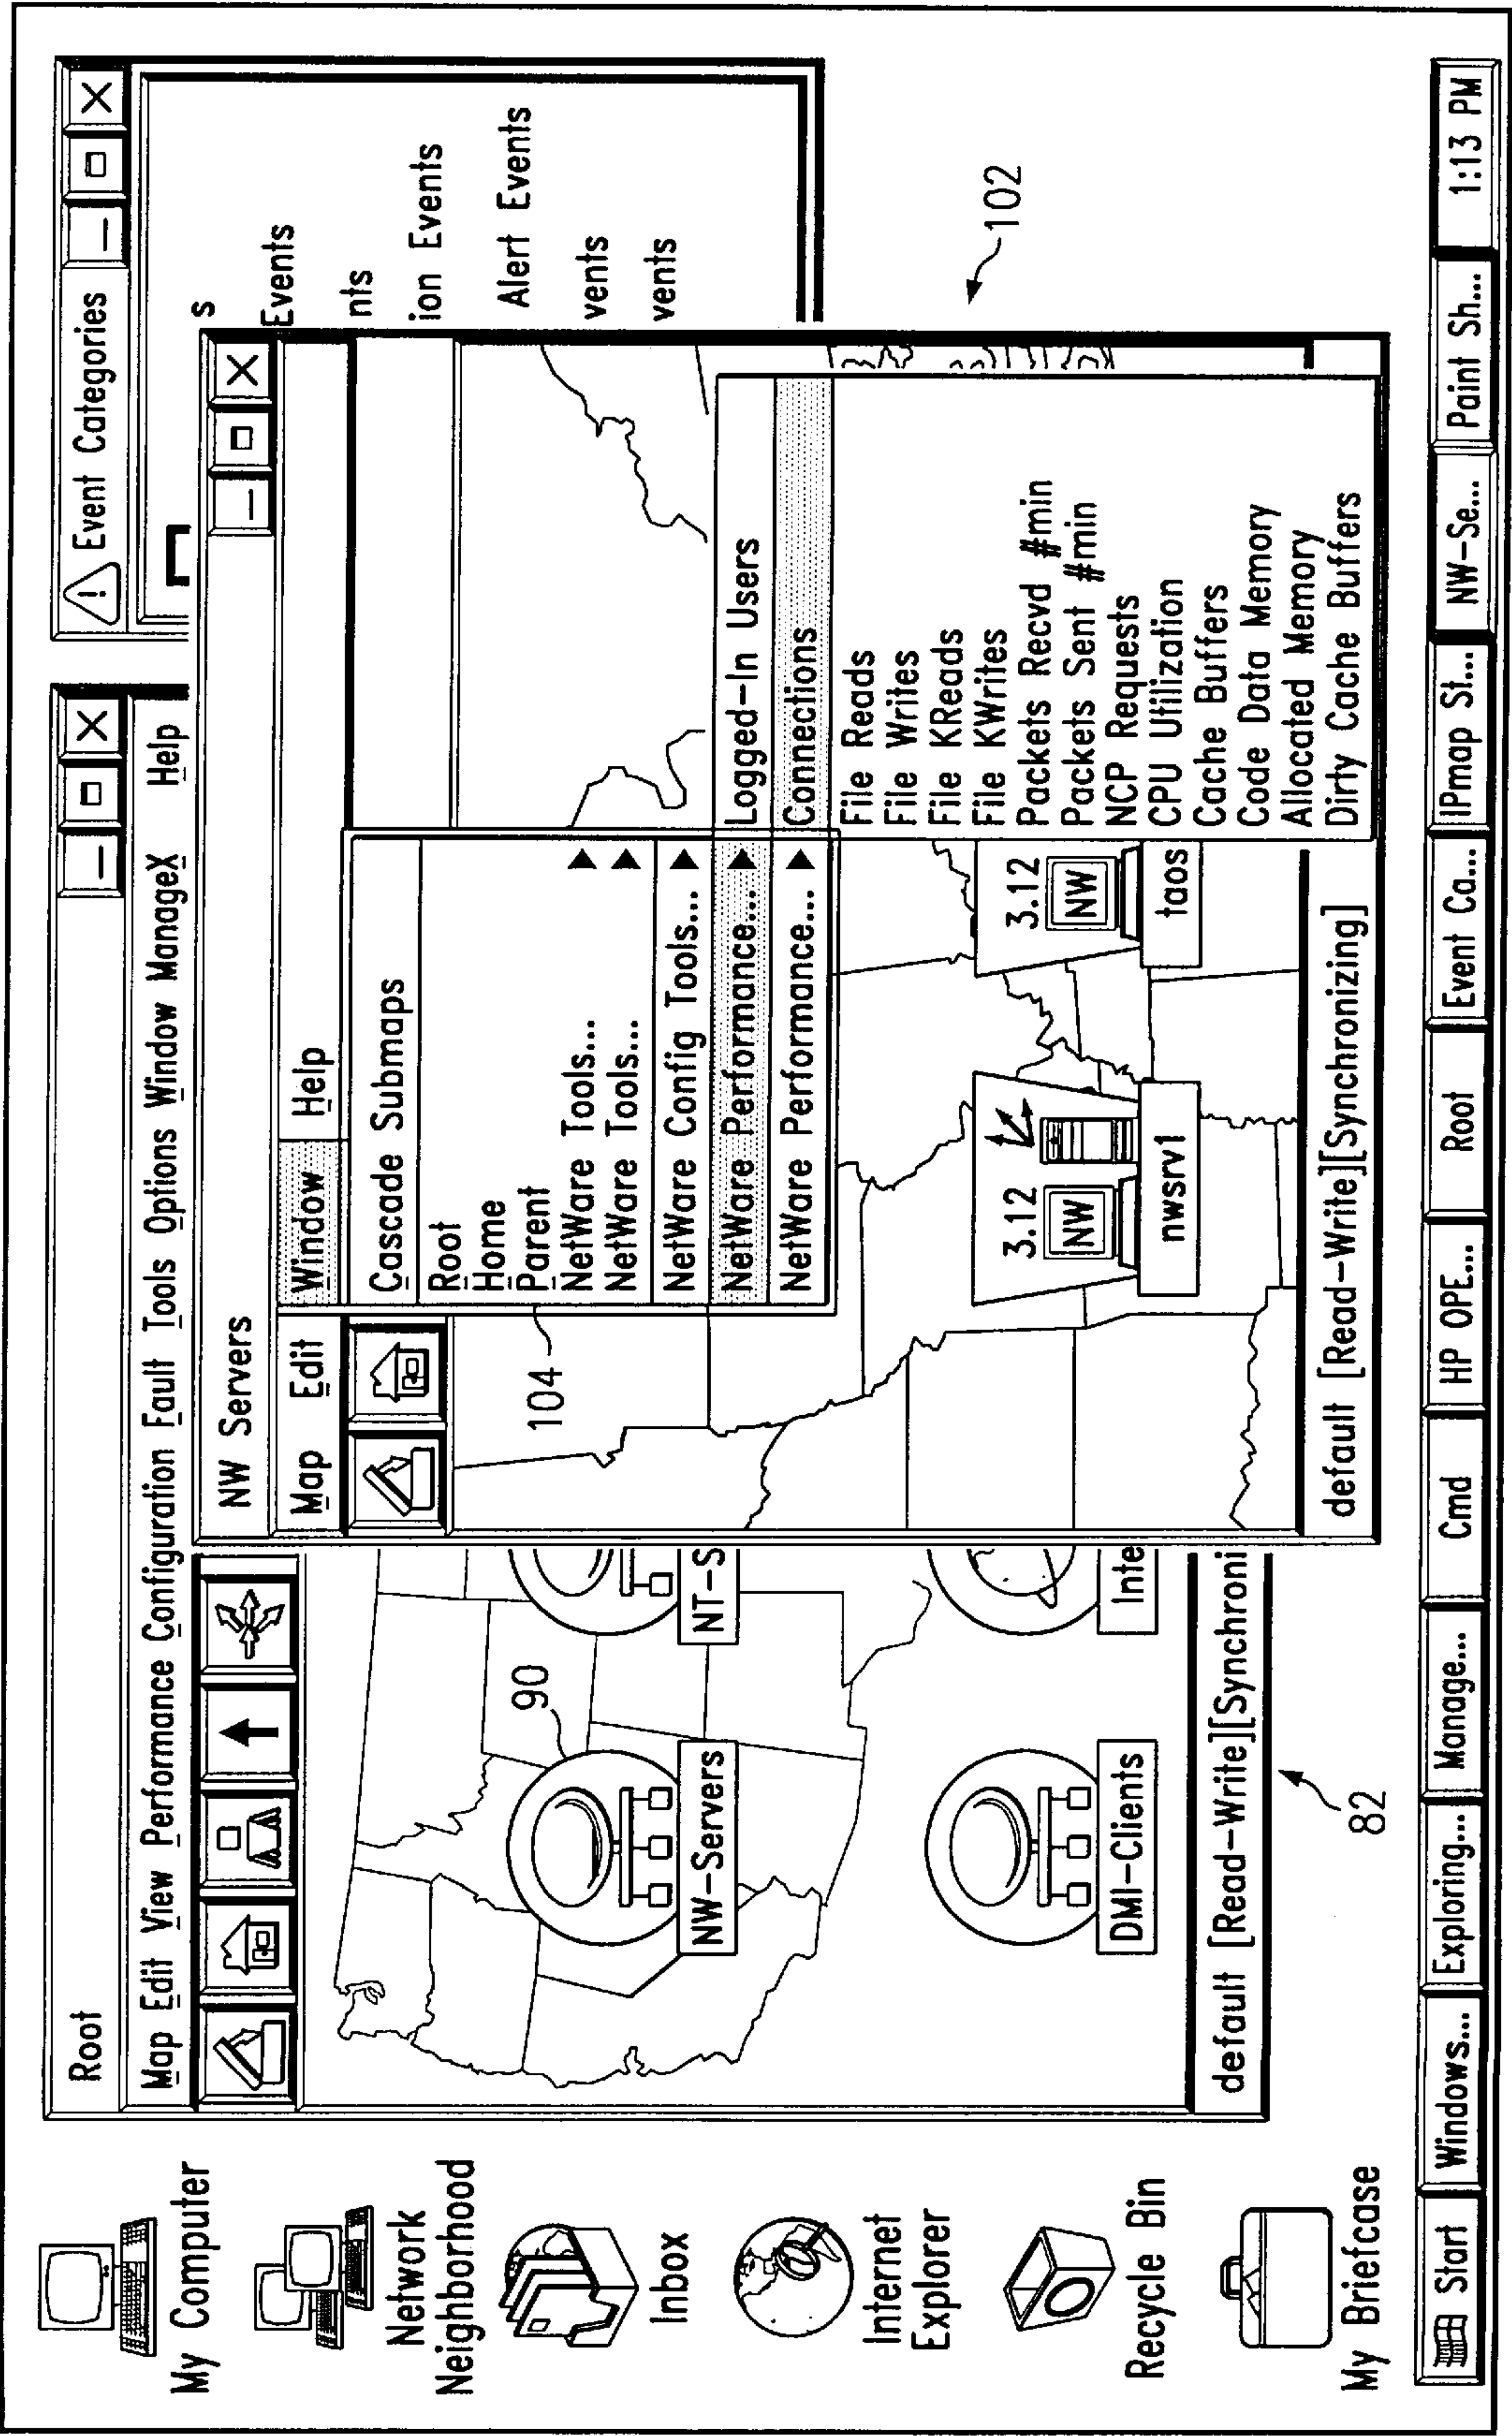 My Computer
Network
Neighborhood
Inbox
Internet
Explorer
Recycle Bin
My Briefcase
Root
Map Edit View Performance Configuration Fault Tools Options Window ManageX Help
90
NW-Servers
NT-S
DMI-Clients
Inte
default [Read-Write][Synchroni
82
Event Categories
s
Events
nts
ion Events
Alert Events
vents
vents
NW Servers
Map Edit Window Help
Cascade Submaps
Root
Home
Parent
NetWare Tools...
NetWare Tools...
NetWare Config Tools...
NetWare Performance...
NetWare Performance...
104
Logged-In Users
Connections
File Reads
File Writes
File KReads
File KWrites
Packets Recvd #min
Packets Sent #min
NCP Requests
CPU Utilization
Cache Buffers
Code Data Memory
Allocated Memory
Dirty Cache Buffers
3.12
NW
nwsrv1
3.12
NW
taos
default [Read-Write][Synchronizing]
102
Start Windows... Exploring... Manage... Cmd HP OPE... Root Event Ca... IPmap St... NW-Se... Paint Sh... 1:13 PM